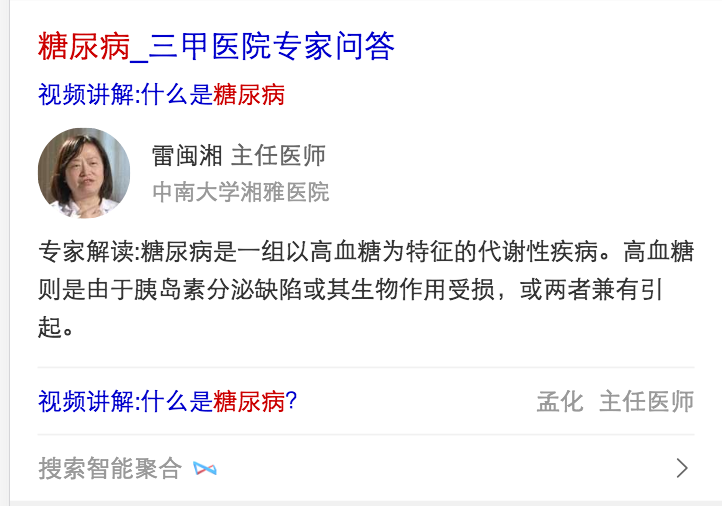 糖尿病_三甲医院专家问答
视频讲解:什么是糖尿病
雷闽湘 主任医师
中南大学湘雅医院
专家解读:糖尿病是一组以高血糖为特征的代谢性疾病。高血糖
则是由于胰岛素分泌缺陷或其生物作用受损，或两者兼有引
起。
视频讲解:什么是糖尿病? 孟化 主任医师
搜索智能聚合